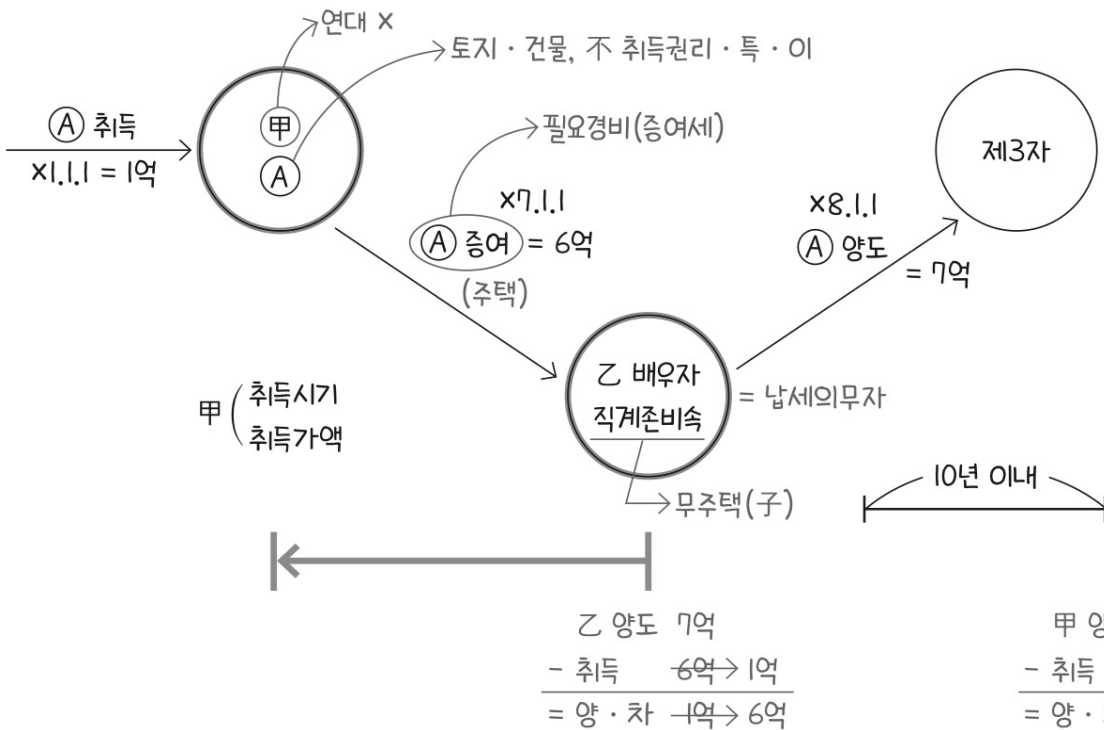 연대 X
토지 · 건물, 不 취득권리 · 특 · 이
Ⓐ 취득
X1.1.1 = 1억
甲
Ⓐ
필요경비(증여세)
X7.1.1
Ⓐ 증여 = 6억
(주택)
X8.1.1
Ⓐ 양도
= 7억
제3자
乙 배우자
직계존비속
= 납세의무자
무주택(子)
甲 ( 취득시기
취득가액
10년 이내
乙 양도 7억
- 취득 6억→ 1억
= 양 · 차 1억→ 6억
甲
- 취득
= 양 ·